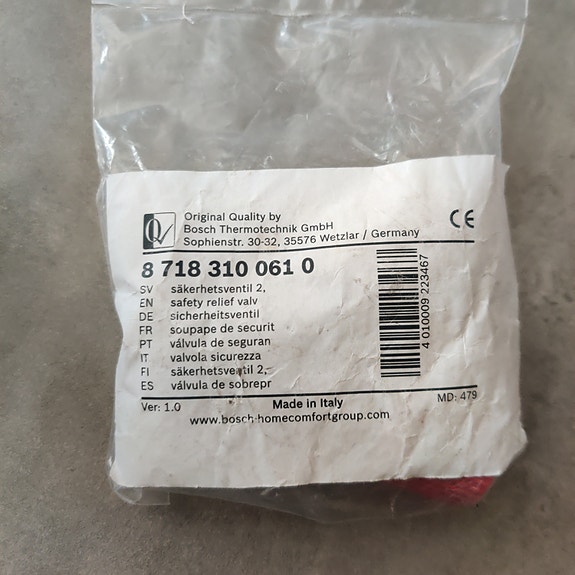 Original Quality by
Bosch Thermotechnik GmbH
Sophienstr. 30-32, 35576 Wetzlar / Germany
CE
8 718 310 061 0
SV säkerhetsventil 2,
EN safety relief valv
DE sicherheitsventil
FR soupape de securit
PT válvula de seguran
IT valvola sicurezza
FI säkerhetsventil 2,
ES válvula de sobrepr
4 010009 223467
Ver: 1.0
Made in Italy
MD: 479
www.bosch-homecomfortgroup.com